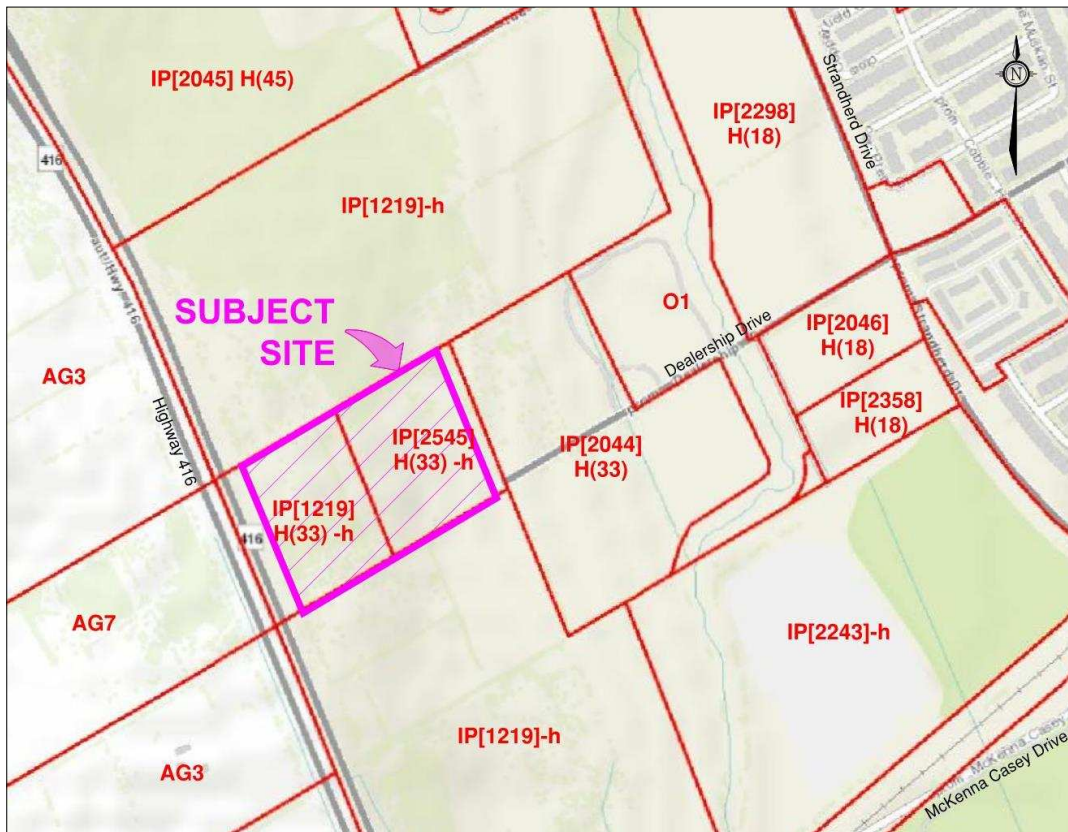 IP[2045] H(45)
IP[2298]
H(18)
Strandherd Drive
N
416
IP[1219]-h
SUBJECT
SITE
O1
Dealership Drive
IP[2046]
H(18)
AG3
Highway 416
IP[2545]
H(33) -h
IP[2044]
H(33)
IP[2358]
H(18)
IP[1219]
H(33) -h
416
AG7
IP[2243]-h
IP[1219]-h
AG3
McKenna Casey Drive